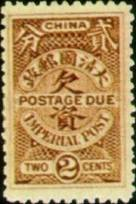 CHINA
貳 分
大清國郵政
欠資
POSTAGE DUE
IMPERIAL POST
TWO 2 CENTS